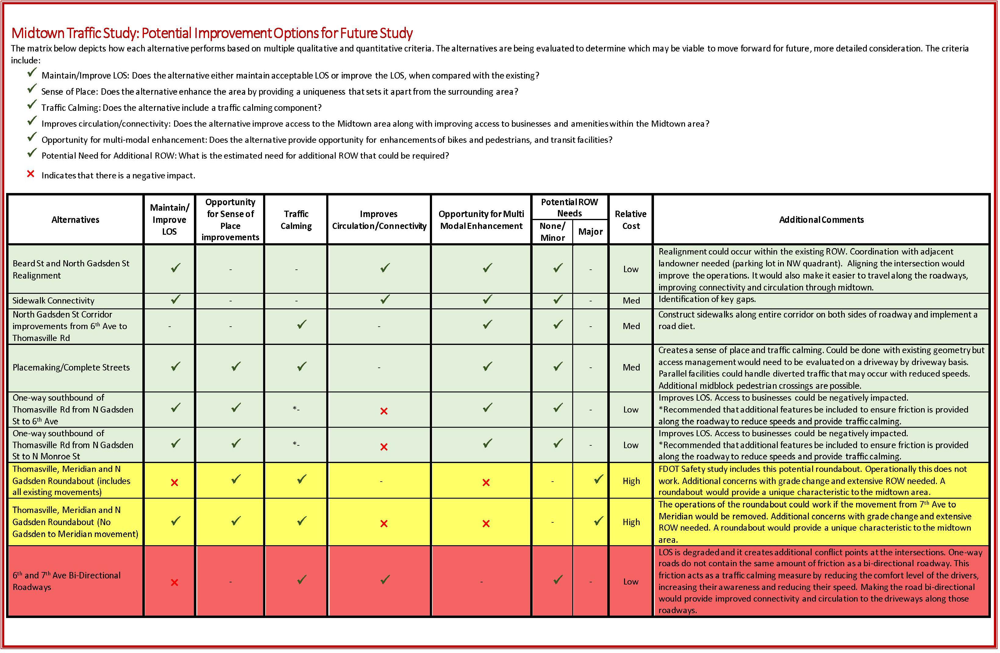 Midtown Traffic Study: Potential Improvement Options for Future Study
The matrix below depicts how each alternative performs based on multiple qualitative and quantitative criteria. The alternatives are being evaluated to determine which may be viable to move forward for future, more detailed consideration. The criteria
include:
✓ Maintain/Improve LOS: Does the alternative either maintain acceptable LOS or improve the LOS, when compared with the existing?
✓ Sense of Place: Does the alternative enhance the area by providing a uniqueness that sets it apart from the surrounding area?
✓ Traffic Calming: Does the alternative include a traffic calming component?
✓ Improves circulation/connectivity: Does the alternative improve access to the Midtown area along with improving access to businesses and amenities within the Midtown area?
✓ Opportunity for multi-modal enhancement: Does the alternative provide opportunity for enhancements of bikes and pedestrians, and transit facilities?
✓ Potential Need for Additional ROW: What is the estimated need for additional ROW that could be required?
× Indicates that there is a negative impact.
Alternatives
Maintain/
Improve
LOS
Opportunity
for Sense of
Place
improvements
Traffic
Calming
Improves
Circulation/Connectivity
Opportunity for Multi
Modal Enhancement
Potential ROW
Needs
None/
Minor
Major
Relative
Cost
Additional Comments
Beard St and North Gadsden St
Realignment
✓ - - ✓ ✓ ✓ - Low
Realignment could occur within the existing ROW. Coordination with adjacent
landowner needed (parking lot in NW quadrant). Aligning the intersection would
improve the operations. It would also make it easier to travel along the roadways,
improving connectivity and circulation through midtown.
Sidewalk Connectivity
✓ - - ✓ ✓ ✓ - Med
Identification of key gaps.
North Gadsden St Corridor
improvements from 6th Ave to
Thomasville Rd
- - ✓ - ✓ ✓ - Med
Construct sidewalks along entire corridor on both sides of roadway and implement a
road diet.
Placemaking/Complete Streets
✓ ✓ ✓ - ✓ ✓ - Med
Creates a sense of place and traffic calming. Could be done with existing geometry but
access management would need to be evaluated on a driveway by driveway basis.
Parallel facilities could handle diverted traffic that may occur with reduced speeds.
Additional midblock pedestrian crossings are possible.
One-way southbound of
Thomasville Rd from N Gadsden
St to 6th Ave
✓ ✓ *- × ✓ ✓ - Low
Improves LOS. Access to businesses could be negatively impacted.
*Recommended that additional features be included to ensure friction is provided
along the roadway to reduce speeds and provide traffic calming.
One-way southbound of
Thomasville Rd from N Gadsden
St to N Monroe St
✓ ✓ *- × ✓ ✓ - Low
Improves LOS. Access to businesses could be negatively impacted.
*Recommended that additional features be included to ensure friction is provided
along the roadway to reduce speeds and provide traffic calming.
Thomasville, Meridian and N
Gadsden Roundabout (includes
all existing movements)
× ✓ ✓ - × - ✓ High
FDOT Safety study includes this potential roundabout. Operationally this does not
work. Additional concerns with grade change and extensive ROW needed. A
roundabout would provide a unique characteristic to the midtown area.
Thomasville, Meridian and N
Gadsden Roundabout (No
Gadsden to Meridian movement)
✓ ✓ ✓ × × - ✓ High
The operations of the roundabout could work if the movement from 7th Ave to
Meridian would be removed. Additional concerns with grade change and extensive
ROW needed. A roundabout would provide a unique characteristic to the midtown
area.
6th and 7th Ave Bi-Directional
Roadways
× - ✓ ✓ - ✓ - Low
LOS is degraded and it creates additional conflict points at the intersections. One-way
roads do not contain the same amount of friction as a bi-directional roadway. This
friction acts as a traffic calming measure by reducing the comfort level of the drivers,
increasing their awareness and reducing their speed. Making the road bi-directional
would provide improved connectivity and circulation to the driveways along those
roadways.